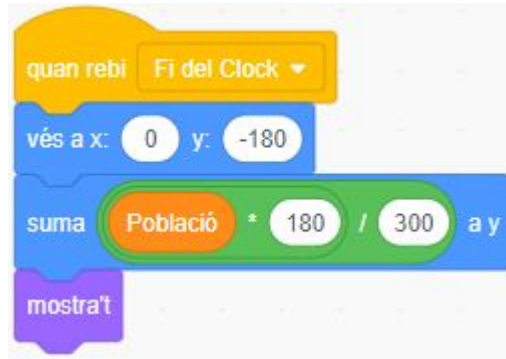 quan rebi Fi del Clock
vés a x: 0 y: -180
suma Població * 180 / 300 a y
mostra't